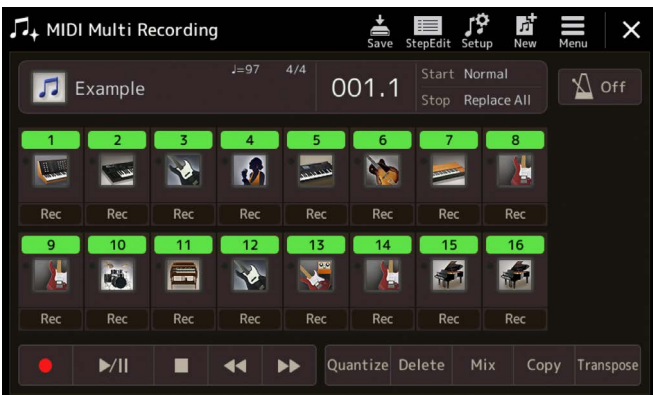 MIDI Multi Recording
Save StepEdit Setup New Menu
Example ♩=97 4/4 001.1 Start Normal
Stop Replace All
Off
1 2 3 4 5 6 7 8
Rec Rec Rec Rec Rec Rec Rec Rec
9 10 11 12 13 14 15 16
Rec Rec Rec Rec Rec Rec Rec Rec
Quantize Delete Mix Copy Transpose